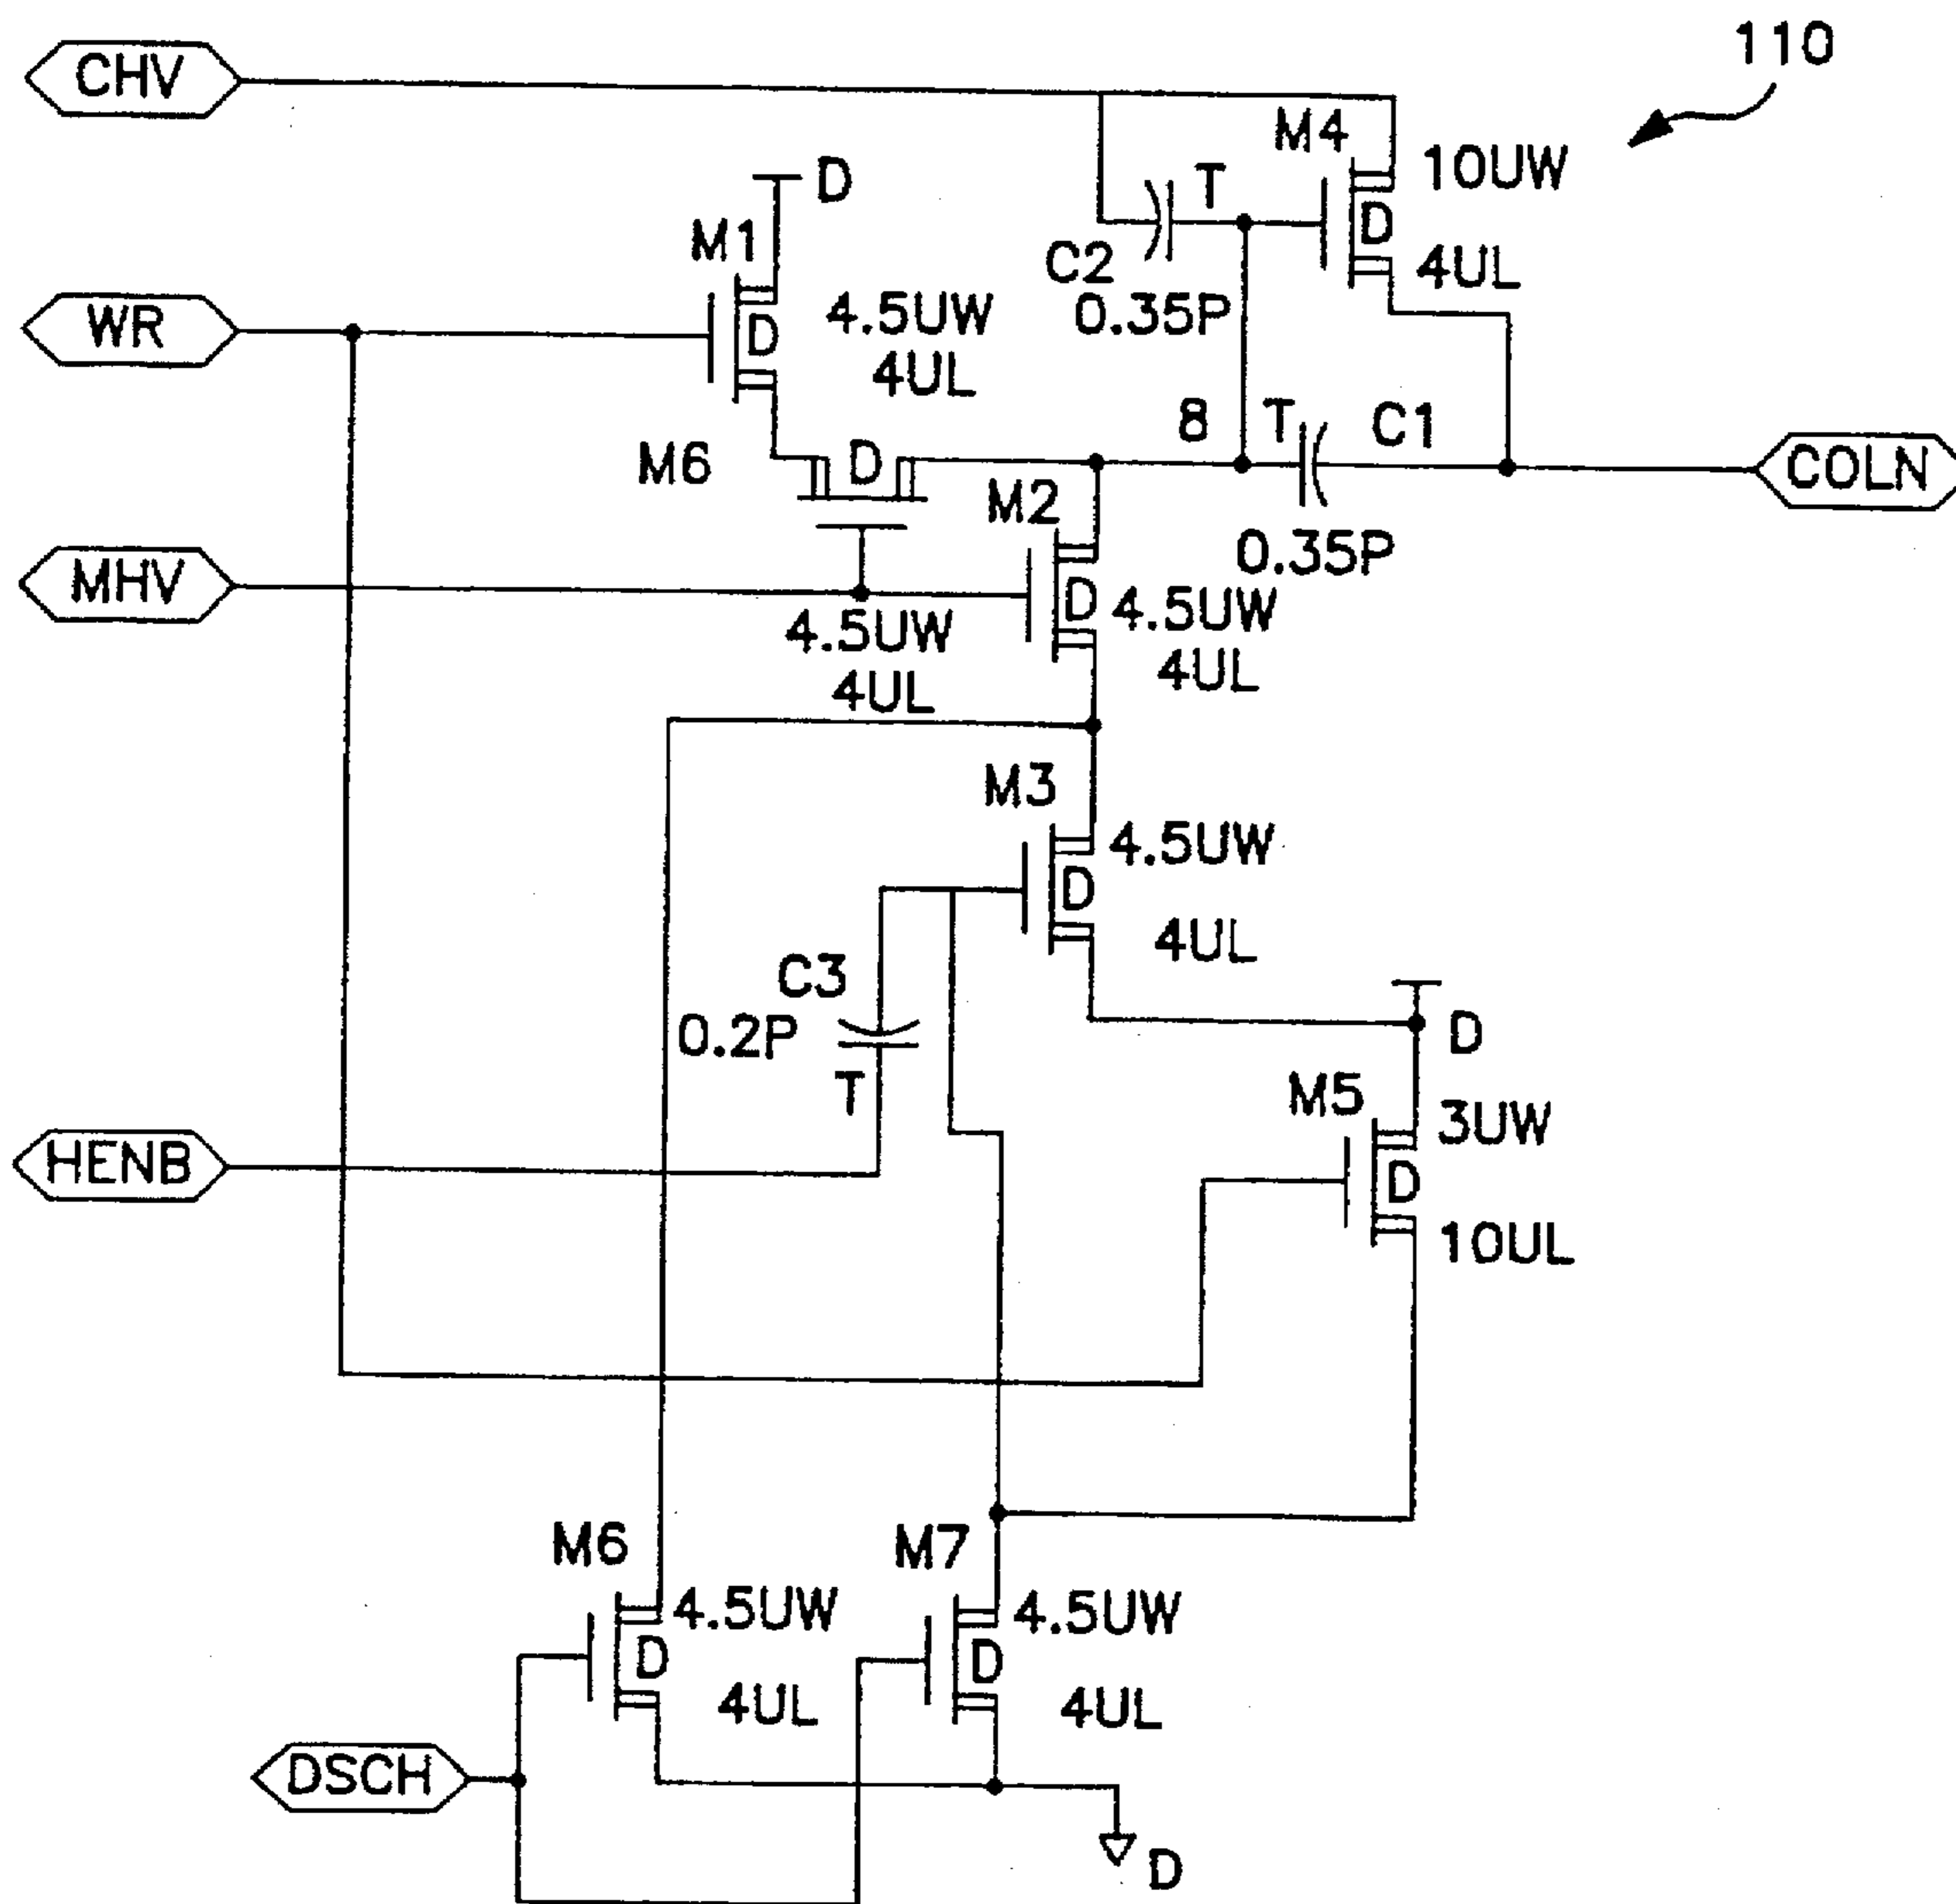 110
CHV
M4
10UW
D
T
D
M1
C2
4UL
WR
4.5UW
0.35P
D
4UL
8
T
C1
M6
D
COLN
M2
0.35P
MHV
D
4.5UW
4.5UW
4UL
4UL
M3
4.5UW
D
4UL
C3
0.2P
D
T
M5
3UW
HENB
D
10UL
M6
M7
4.5UW
4.5UW
D
D
4UL
4UL
DSCH
D